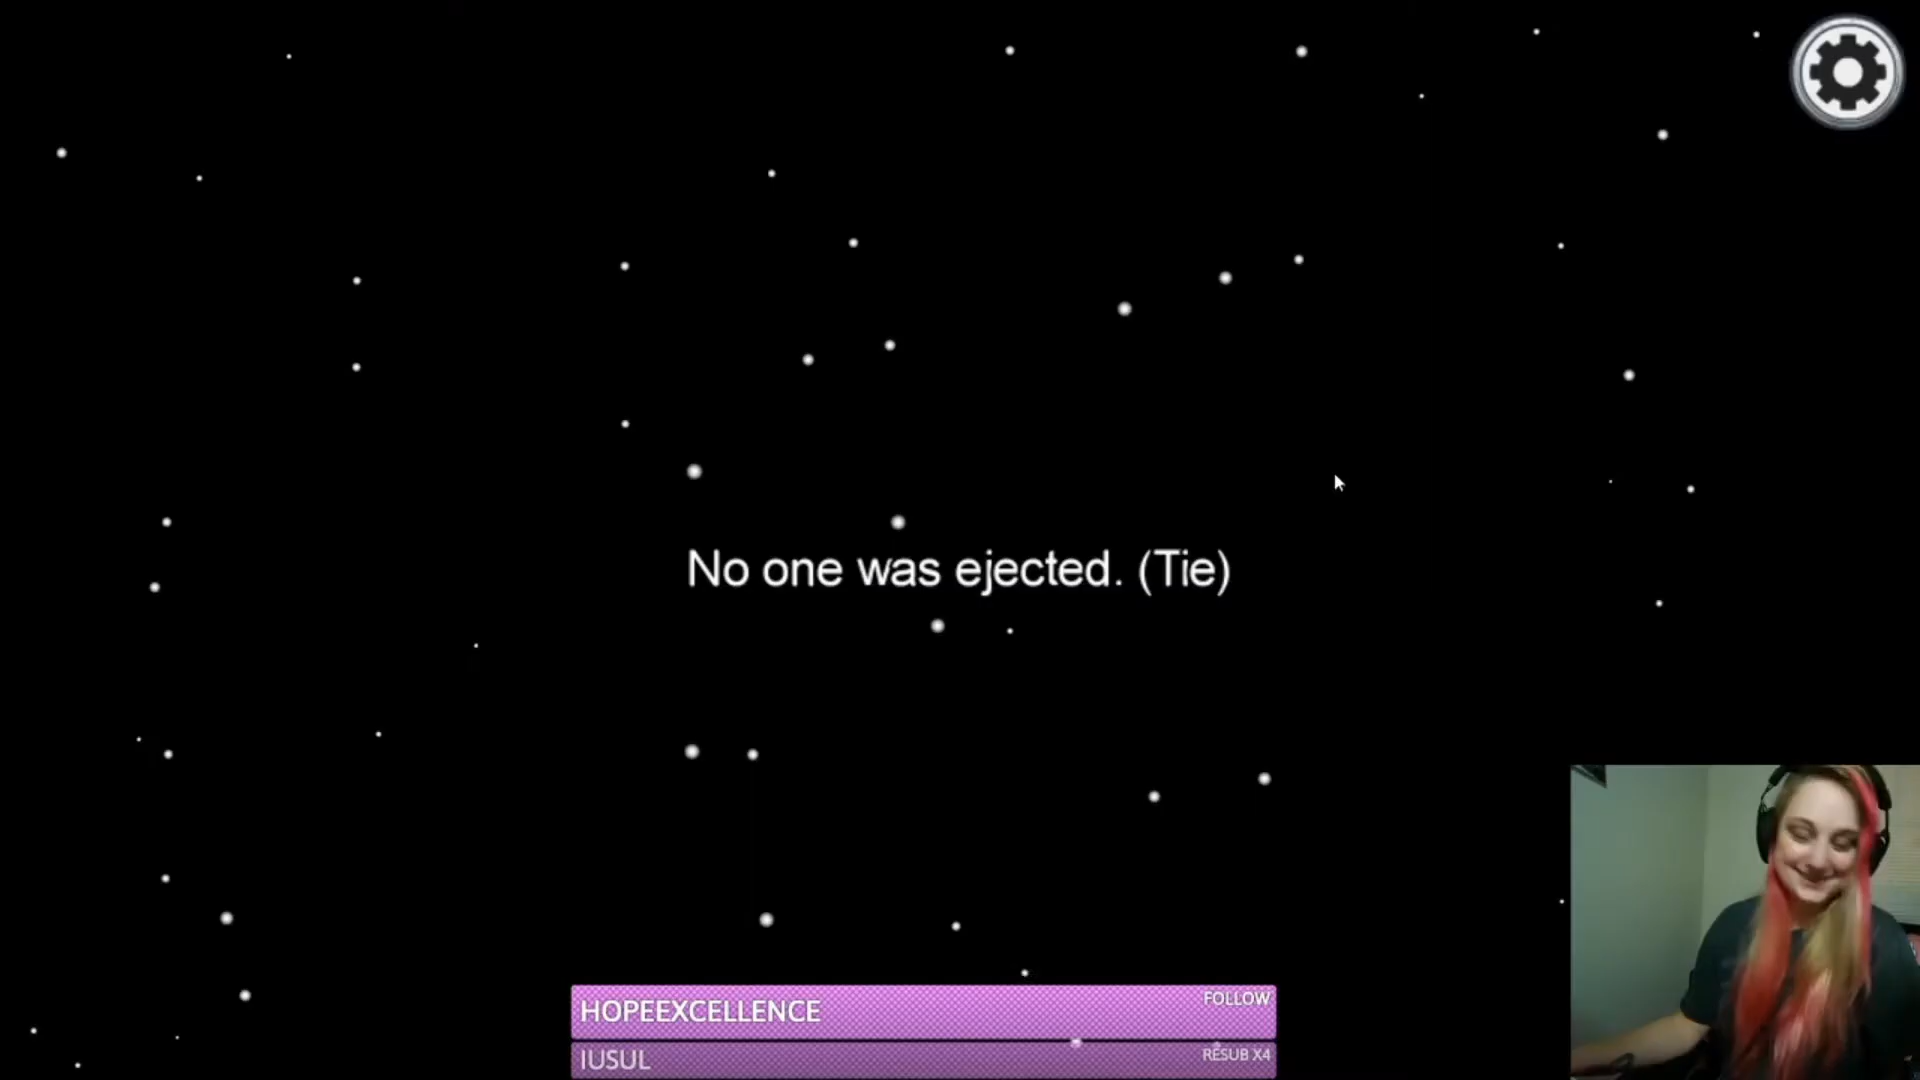 No one was ejected. (Tie)
HOPEEXCELLENCE FOLLOW
IUSUL RESUB X4